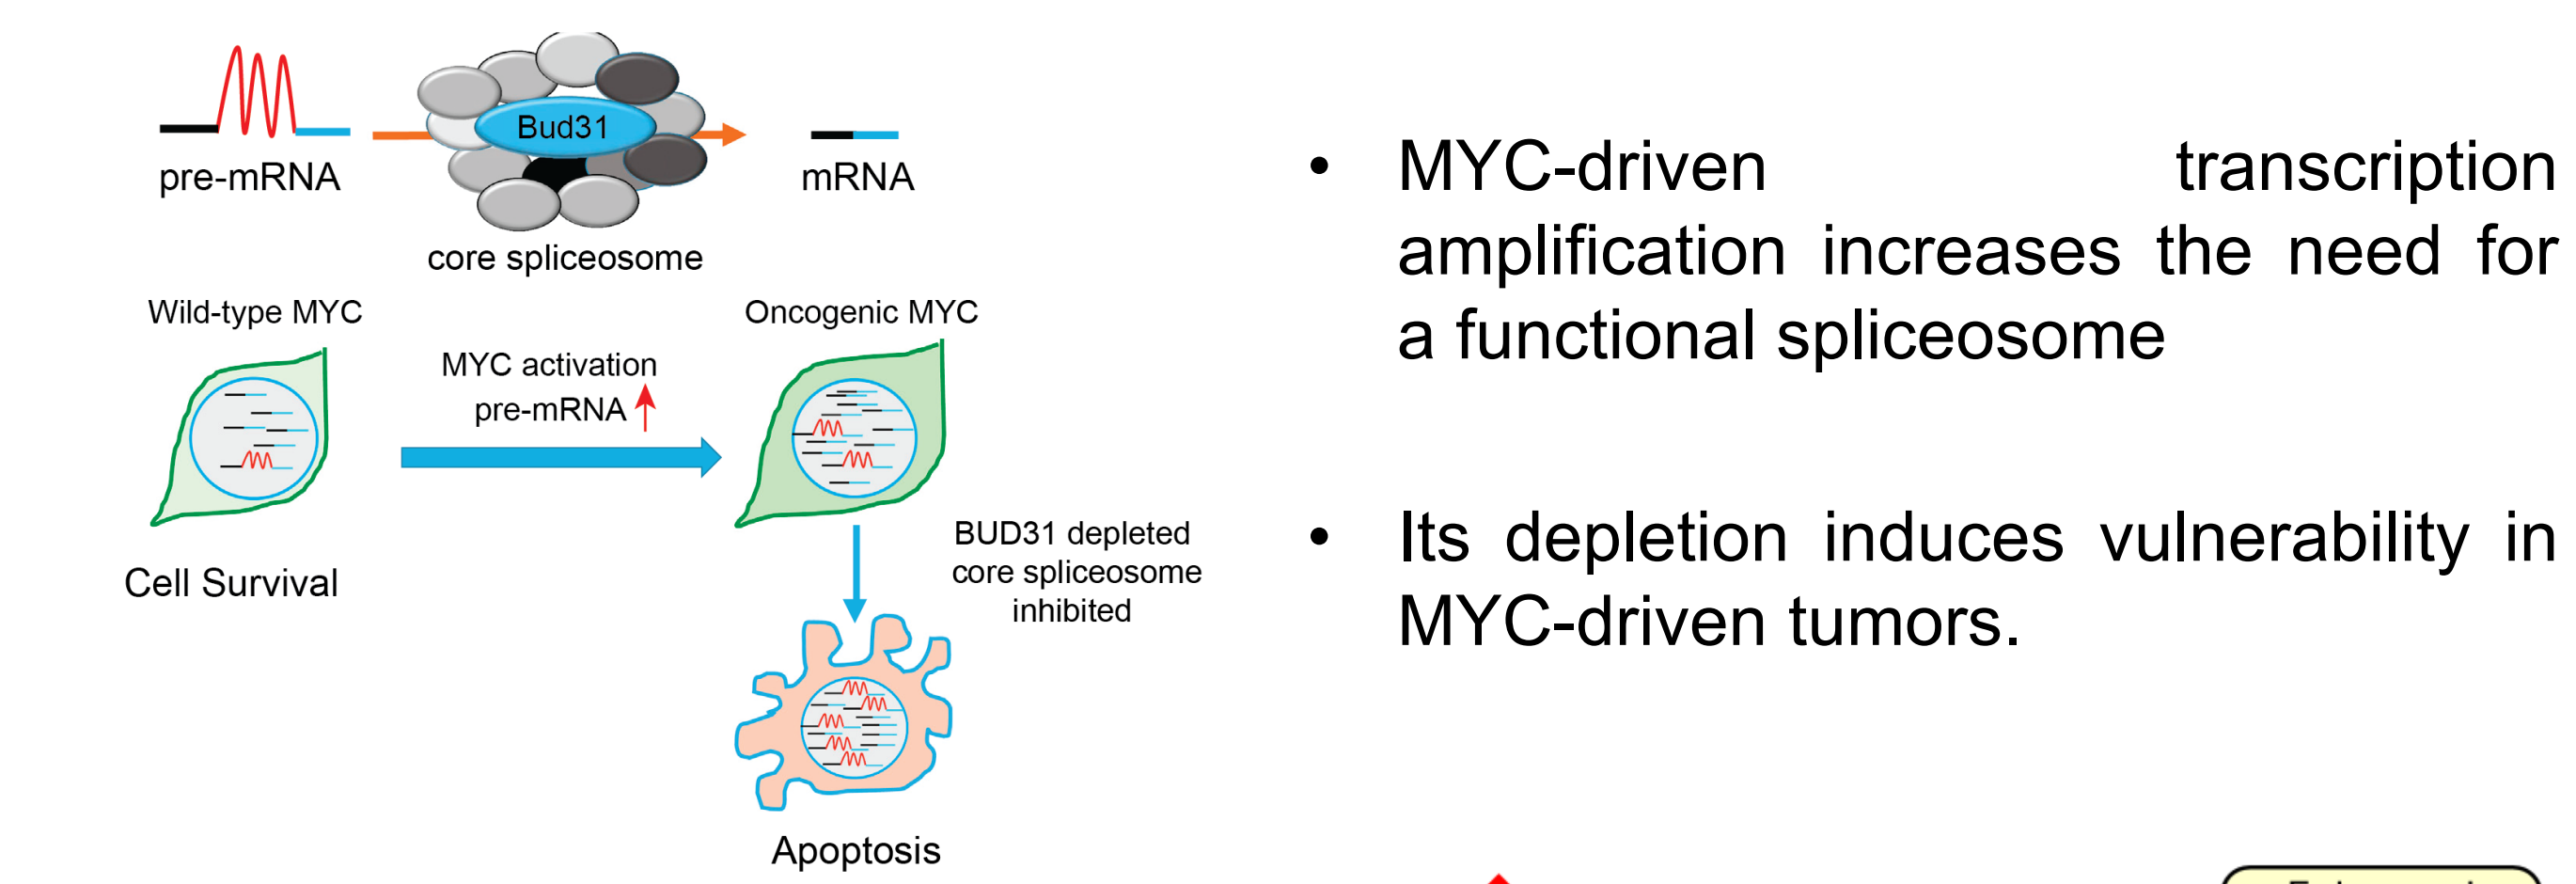 Bud31
pre-mRNA
mRNA
core spliceosome
Wild-type MYC
Oncogenic MYC
MYC activation
pre-mRNA
Cell Survival
BUD31 depleted
core spliceosome
inhibited
Apoptosis
• MYC-driven transcription
amplification increases the need for
a functional spliceosome
• Its depletion induces vulnerability in
MYC-driven tumors.